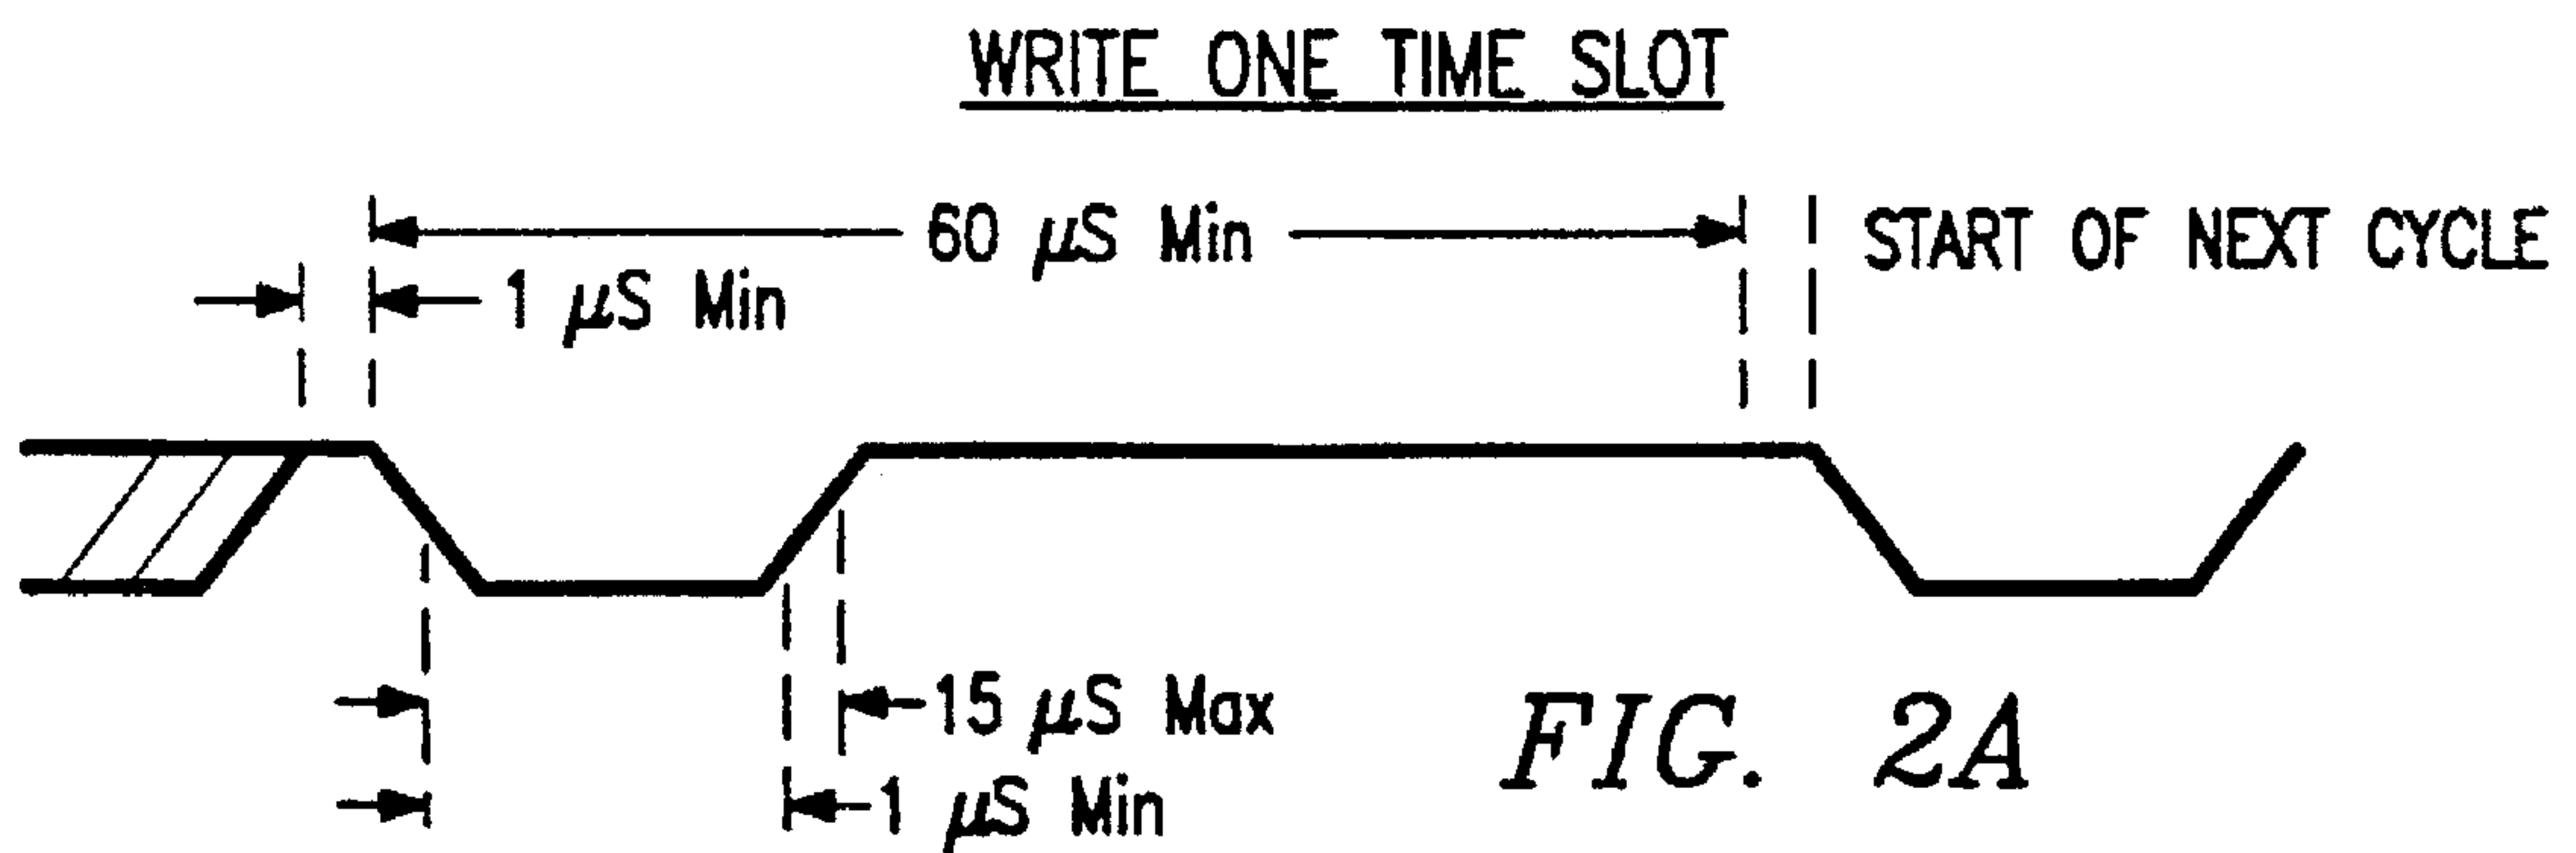 WRITE ONE TIME SLOT
60 µS Min
START OF NEXT CYCLE
1 µS Min
15 µS Max
1 µS Min
FIG. 2A